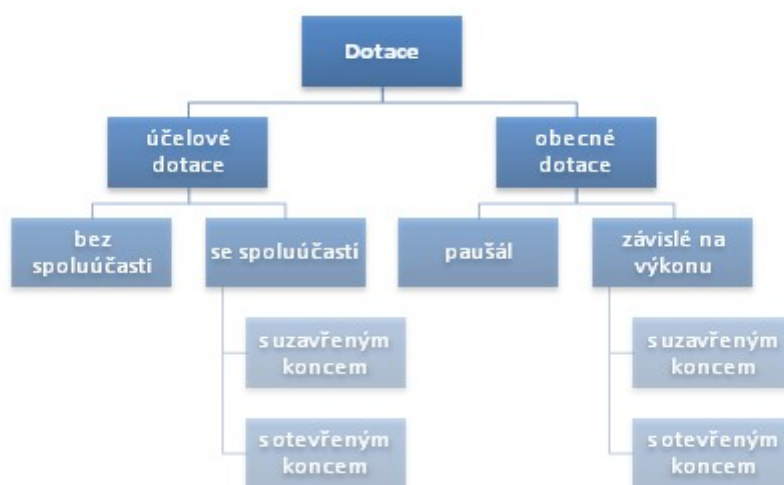 Dotace
účelové
dotace
obecné
dotace
bez
spoluúčasti
se spoluúčastí
paušál
závislé na
výkonu
s uzavřeným
koncem
s uzavřeným
koncem
s otevřeným
koncem
s otevřeným
koncem